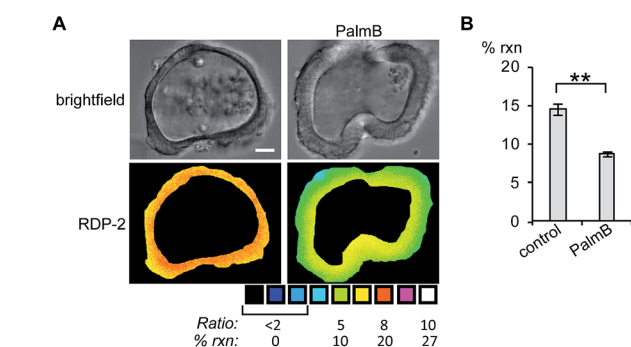 A
PalmB
brightfield
RDP-2
Ratio: <2 5 8 10
% rxn: 0 10 20 27
B
% rxn
20
**
15
10
5
0
control
PalmB